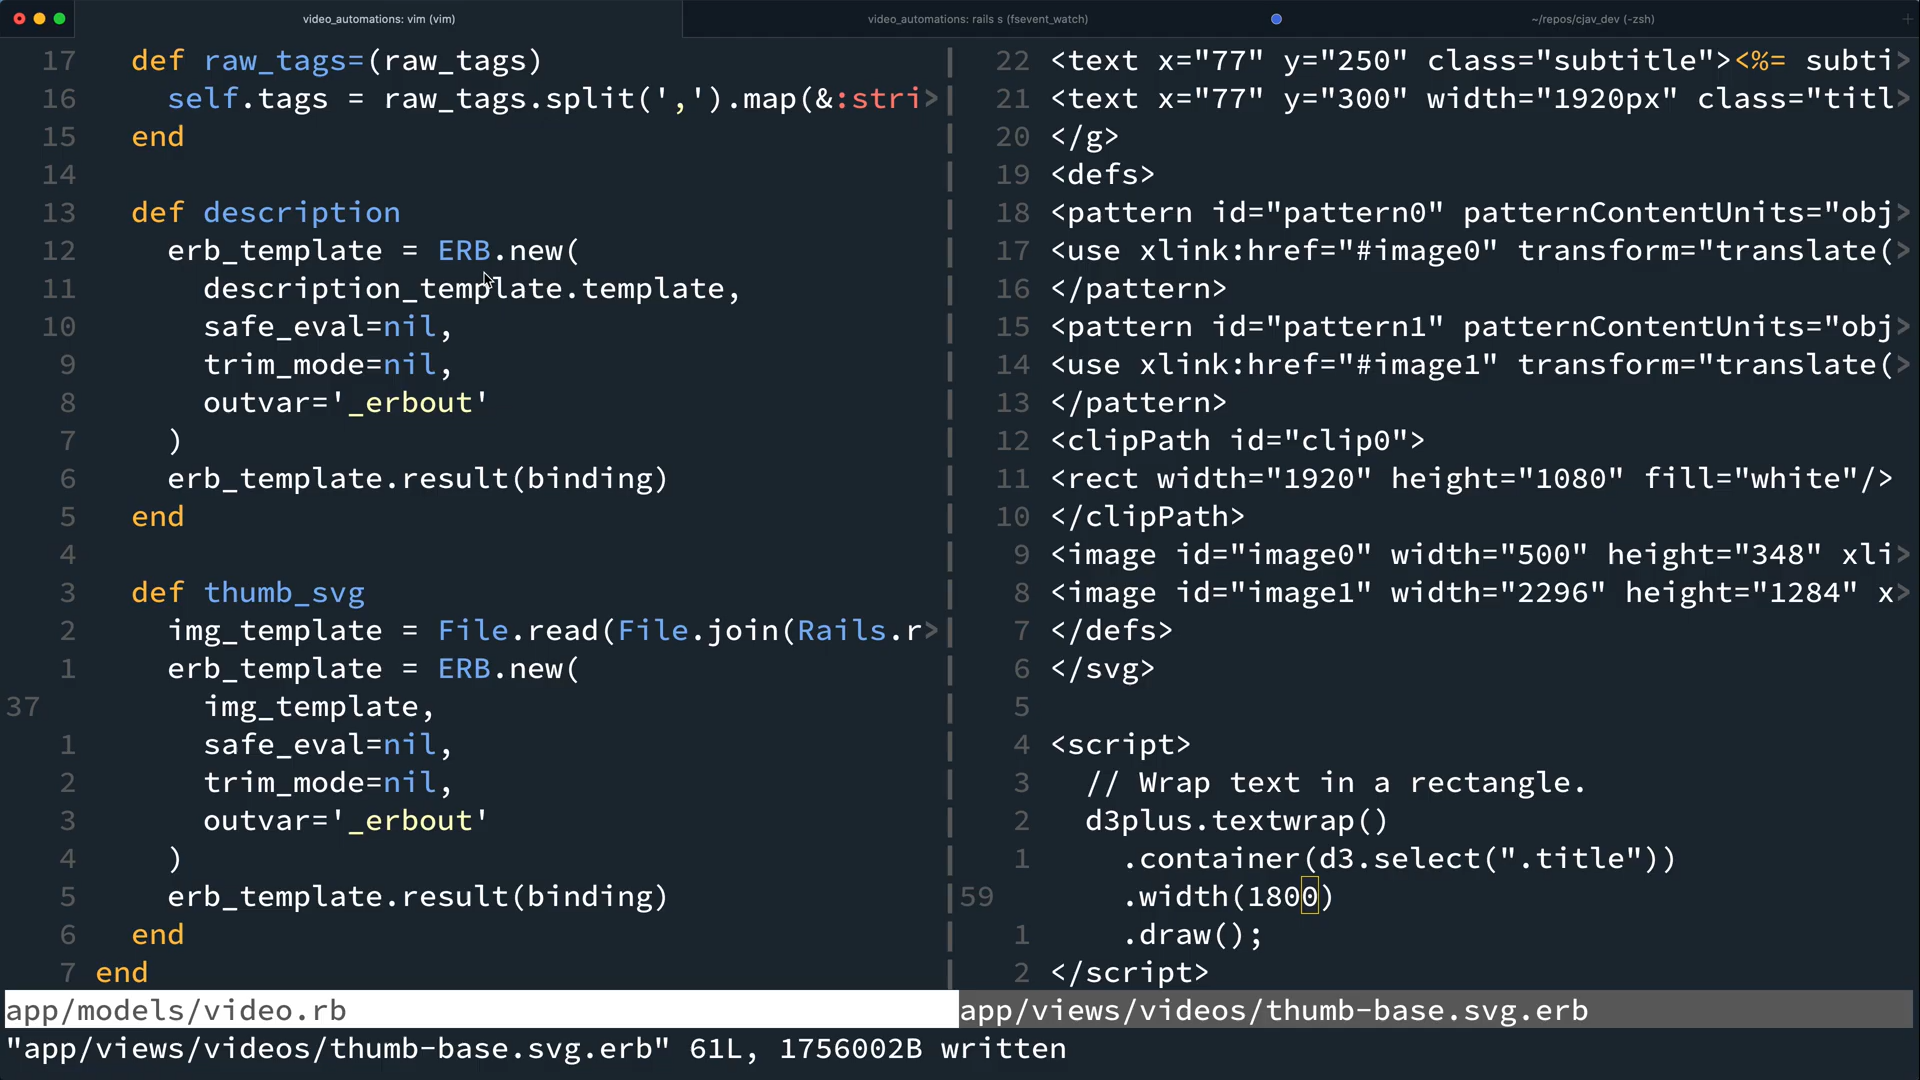 video_automations: vim (vim)
video_automations: rails s (fsevent_watch)
~/repos/cjav_dev (-zsh)
17 def raw_tags=(raw_tags)
16 self.tags = raw_tags.split(',').map(&:stri>
15 end
14
13 def description
12 erb_template = ERB.new(
11 description_template.template,
10 safe_eval=nil,
9 trim_mode=nil,
8 outvar='_erbout'
7 )
6 erb_template.result(binding)
5 end
4
3 def thumb_svg
2 img_template = File.read(File.join(Rails.r>
1 erb_template = ERB.new(
37 img_template,
1 safe_eval=nil,
2 trim_mode=nil,
3 outvar='_erbout'
4 )
5 erb_template.result(binding)
6 end
7 end
app/models/video.rb
22 <text x="77" y="250" class="subtitle"><%= subti>
21 <text x="77" y="300" width="1920px" class="titl>
20 </g>
19 <defs>
18 <pattern id="pattern0" patternContentUnits="obj>
17 <use xlink:href="#image0" transform="translate(>
16 </pattern>
15 <pattern id="pattern1" patternContentUnits="obj>
14 <use xlink:href="#image1" transform="translate(>
13 </pattern>
12 <clipPath id="clip0">
11 <rect width="1920" height="1080" fill="white"/>
10 </clipPath>
9 <image id="image0" width="500" height="348" xli>
8 <image id="image1" width="2296" height="1284" x>
7 </defs>
6 </svg>
5
4 <script>
3 // Wrap text in a rectangle.
2 d3plus.textwrap()
1 .container(d3.select(".title"))
59 .width(1800)
1 .draw();
2 </script>
app/views/videos/thumb-base.svg.erb
"app/views/videos/thumb-base.svg.erb" 61L, 1756002B written